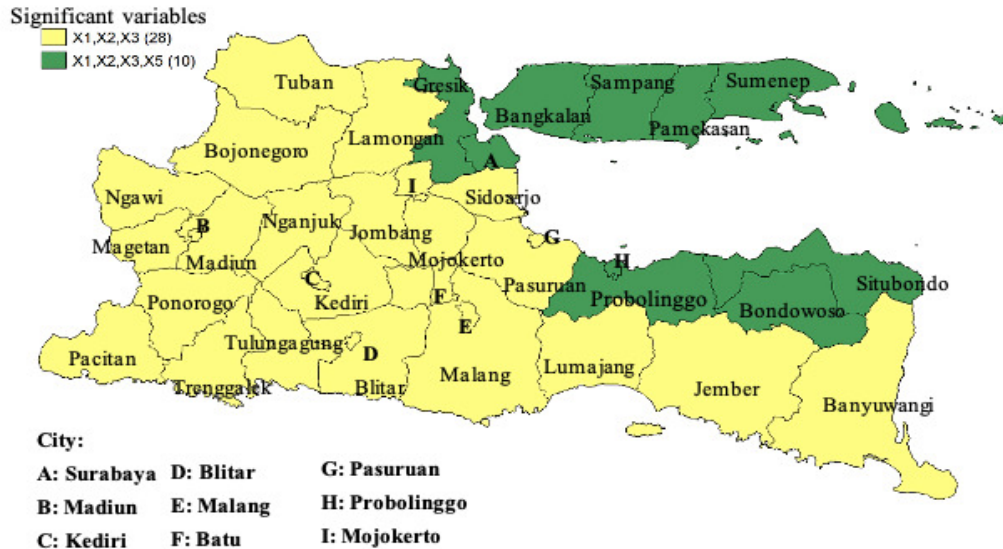 Significant variables
X1,X2,X3 (28)
X1,X2,X3,X5 (10)
Tuban
Gresik
Sampang
Sumenep
Bangkalan
Pamekasan
Lamongan
Bojonegoro
A
Ngawi
I
Sidoarjo
B
Nganjuk
Jombang
G
Magetan
Madiun
Mojokerto
H
C
Kediri
F
Pasuruan
Probolinggo
Situbondo
Ponorogo
Bondowoso
E
Tulungagung
D
Pacitan
Trenggalek
Blitar
Malang
Lumajang
Jember
Banyuwangi
City:
A: Surabaya D: Blitar G: Pasuruan
B: Madiun E: Malang H: Probolinggo
C: Kediri F: Batu I: Mojokerto